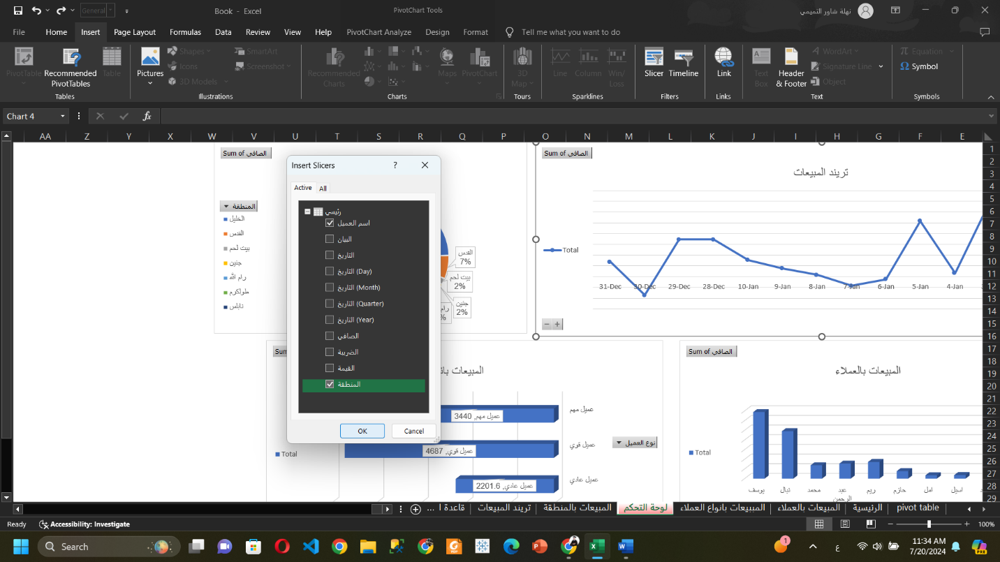 General
Book - Excel
PivotChart Tools
نهلة شاور التميمي
File Home Insert Page Layout Formulas Data Review View Help PivotChart Analyze Design Format Tell me what you want to do
PivotTable
Recommended PivotTables
Table
Tables
Pictures
Shapes
Icons
3D Models
SmartArt
Screenshot
Illustrations
Recommended Charts
Maps
PivotChart
Charts
3D Map
Tours
Line
Column
Win/ Loss
Sparklines
Slicer
Timeline
Filters
Link
Links
Text Box
Header & Footer
WordArt
Signature Line
Object
Text
Equation
Symbol
Symbols
Chart 4
fx
AA Z Y X W V U T S R Q P O N M L K J I H G F E
1
2
3
4
5
6
7
8
9
10
11
12
13
14
15
16
17
18
19
20
21
22
23
24
25
26
27
28
29
Sum of الصافي
المنطقة
الخليل
القدس
بيت لحم
جنين
رام الله
طولكرم
نابلس
القدس
7%
بيت لحم
2%
جنين
2%
رام
%
Insert Slicers
?
Active All
رئيسي
اسم العميل
البيان
التاريخ
التاريخ (Day)
التاريخ (Month)
التاريخ (Quarter)
التاريخ (Year)
الصافي
الضريبة
القيمة
المنطقة
OK Cancel
Sum of الصافي
تريند المبيعات
Total
31-Dec 30-Dec 29-Dec 28-Dec 10-Jan 9-Jan 8-Jan 7-Jan 6-Jan 5-Jan 4-Jan
Sum
المبيعات بان
عميل مهم
عميل مهم, 3440
عميل قوي
عميل قوي, 4687
عميل عادي
عميل عادي, 2201.6
نوع العميل
Total
Sum of الصافي
المبيعات بالعملاء
Total
يوسف نبال محمد عبد الرحمن ريم حازم امل اسيل
قاعدة ا ... تريند المبيعات المبيعات بالمنطقة لوحة التحكم المبيعات بانواع العملاء المبيعات بالعملاء الرئيسية pivot table
Ready Accessibility: Investigate 100%
Search
1
ع
11:34 AM
7/20/2024
PRE